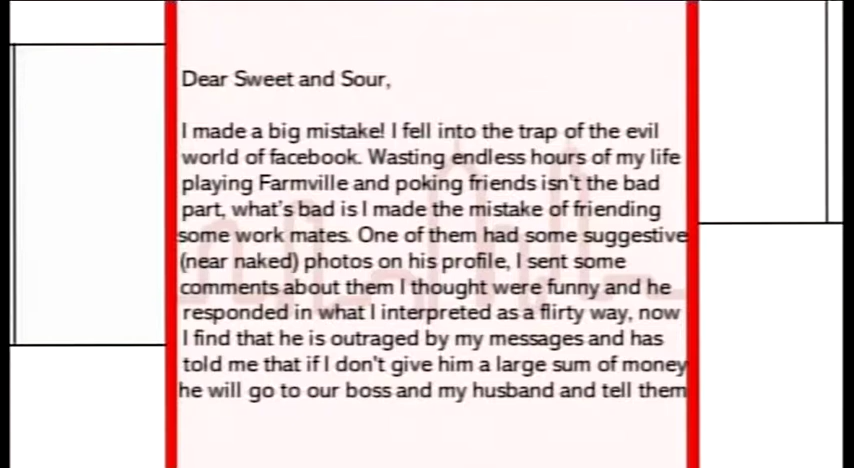 Dear Sweet and Sour,
I made a big mistake! I fell into the trap of the evil
world of facebook. Wasting endless hours of my life
playing Farmville and poking friends isn't the bad
part, what's bad is I made the mistake of friending
some work mates. One of them had some suggestive
(near naked) photos on his profile, I sent some
comments about them I thought were funny and he
responded in what I interpreted as a flirty way, now
I find that he is outraged by my messages and has
told me that if I don't give him a large sum of money
he will go to our boss and my husband and tell them